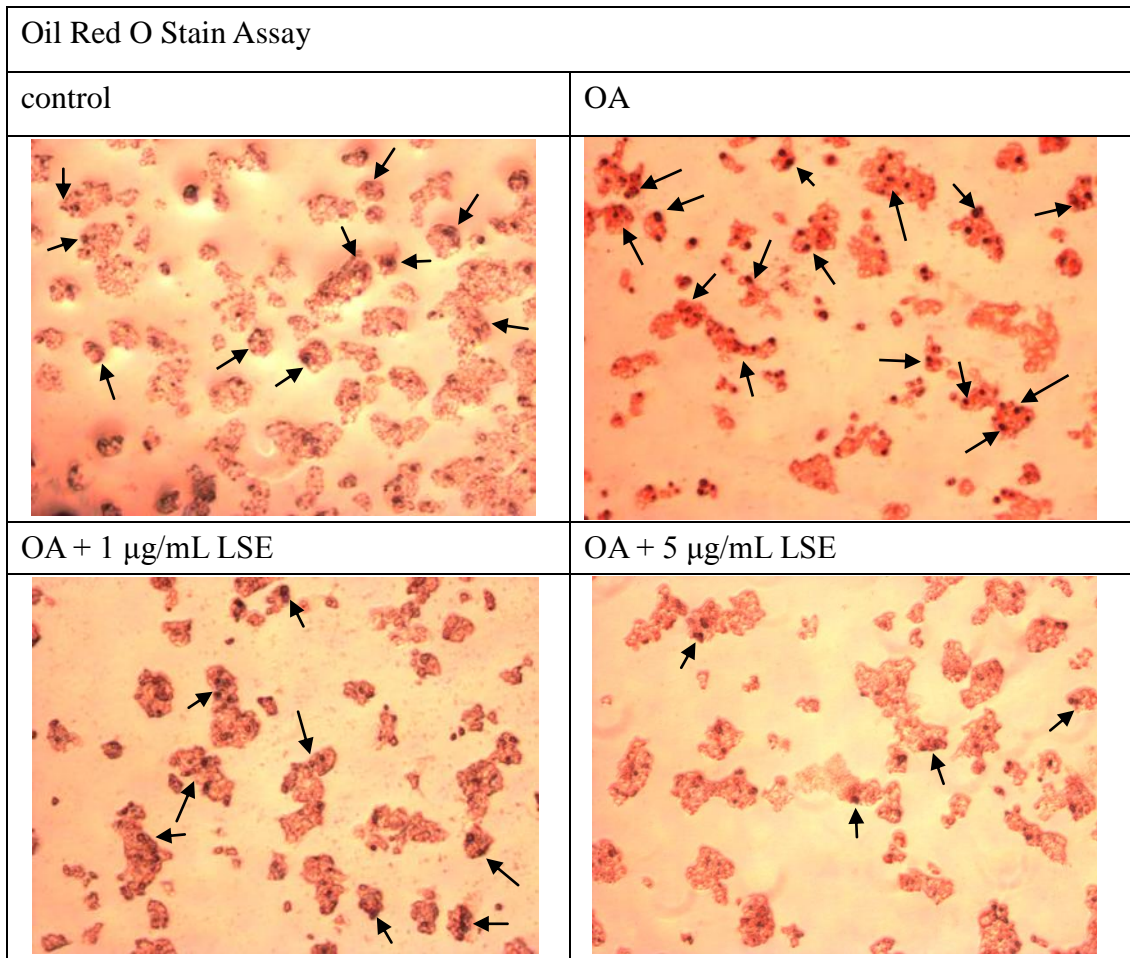 Oil Red O Stain Assay
control
OA
OA + 1 μg/mL LSE
OA + 5 μg/mL LSE